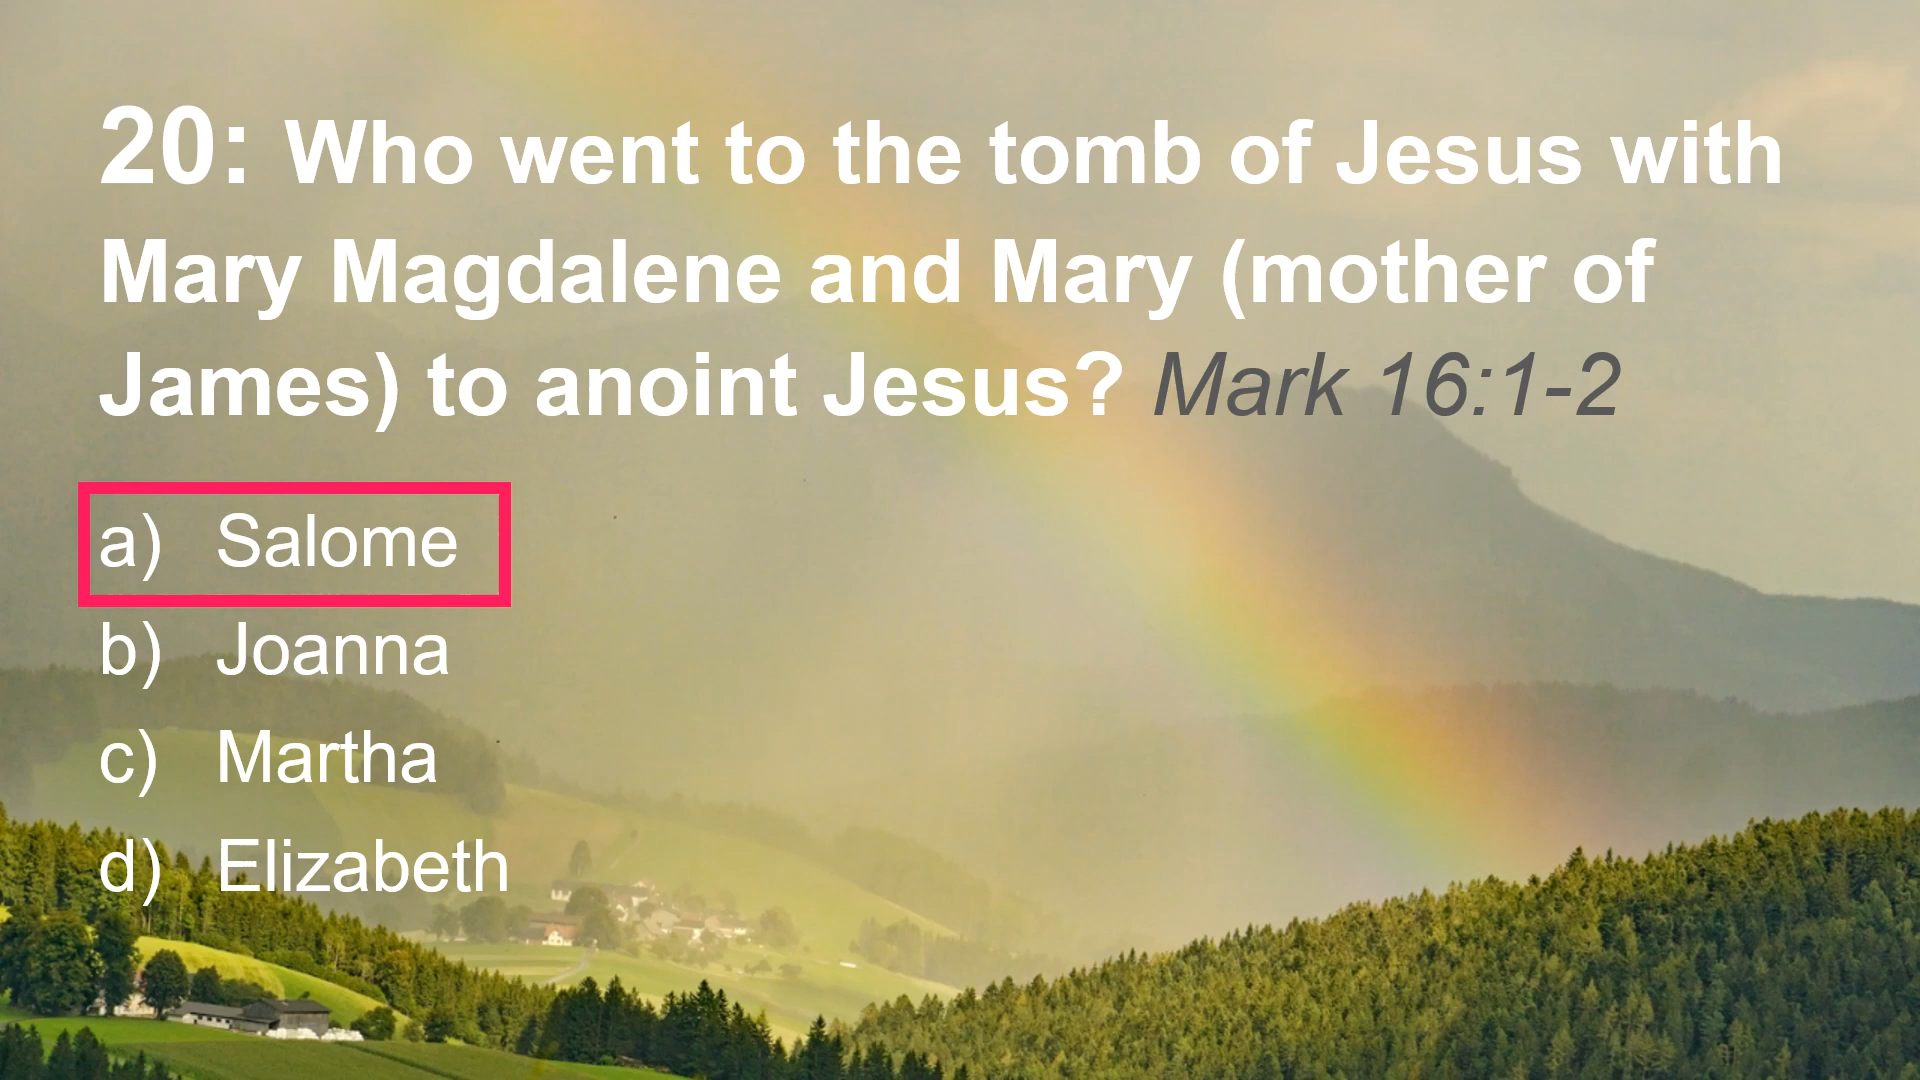 20: Who went to the tomb of Jesus with
Mary Magdalene and Mary (mother of
James) to anoint Jesus? Mark 16:1-2
a) Salome
b) Joanna
c) Martha
d) Elizabeth